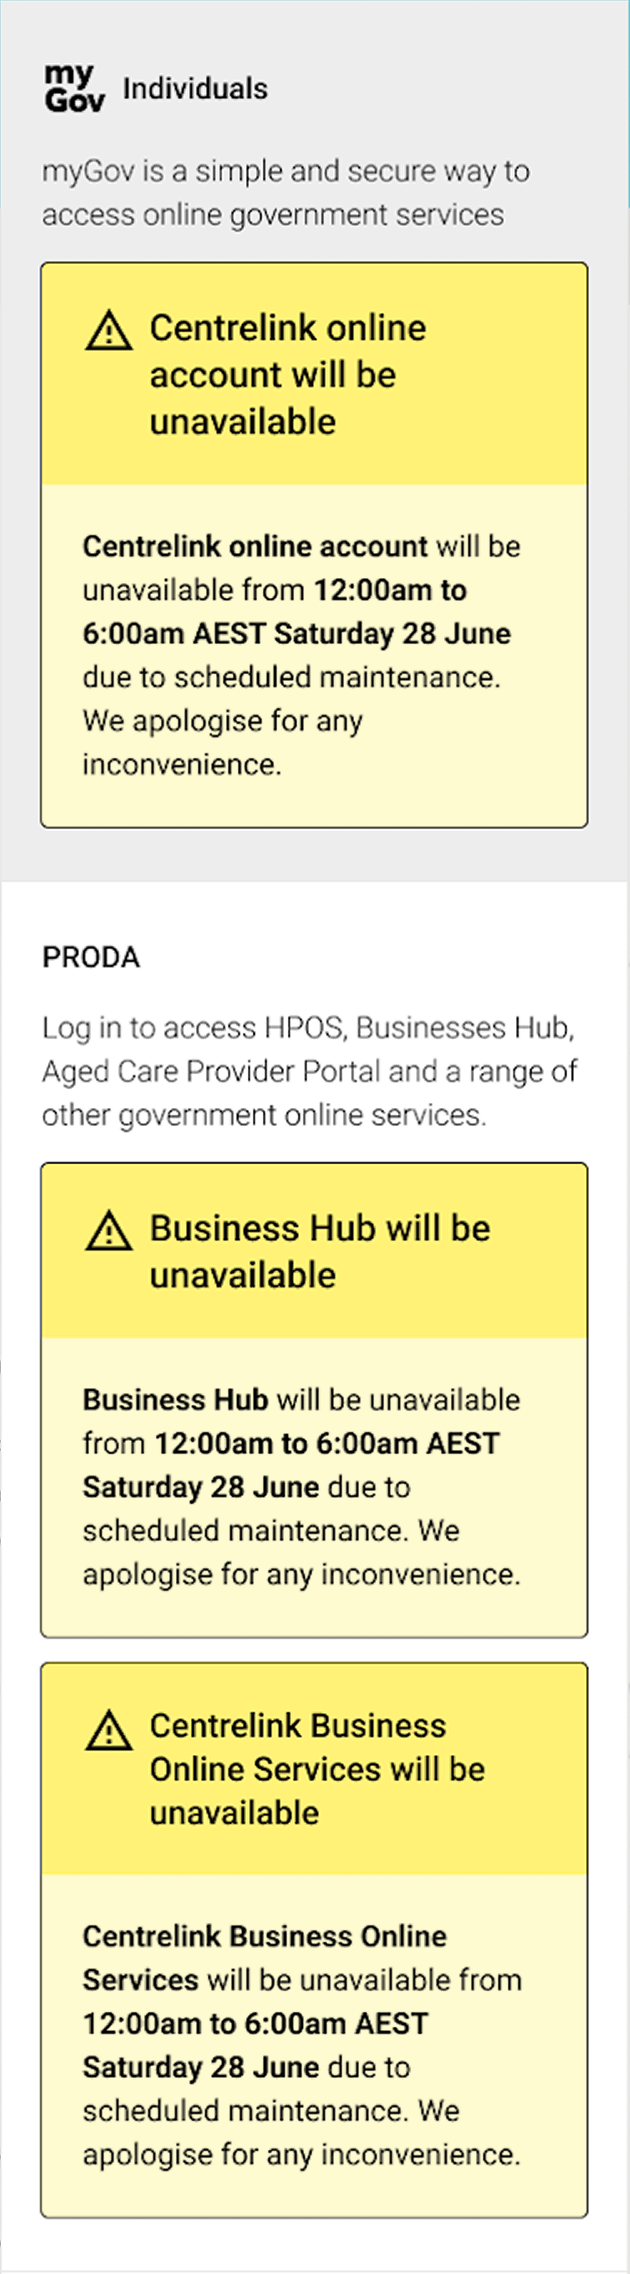 my
Gov
Individuals
myGov is a simple and secure way to
access online government services
Centrelink online
account will be
unavailable
Centrelink online account will be
unavailable from 12:00am to
6:00am AEST Saturday 28 June
due to scheduled maintenance.
We apologise for any
inconvenience.
PRODA
Log in to access HPOS, Businesses Hub,
Aged Care Provider Portal and a range of
other government online services.
Business Hub will be
unavailable
Business Hub will be unavailable
from 12:00am to 6:00am AEST
Saturday 28 June due to
scheduled maintenance. We
apologise for any inconvenience.
Centrelink Business
Online Services will be
unavailable
Centrelink Business Online
Services will be unavailable from
12:00am to 6:00am AEST
Saturday 28 June due to
scheduled maintenance. We
apologise for any inconvenience.